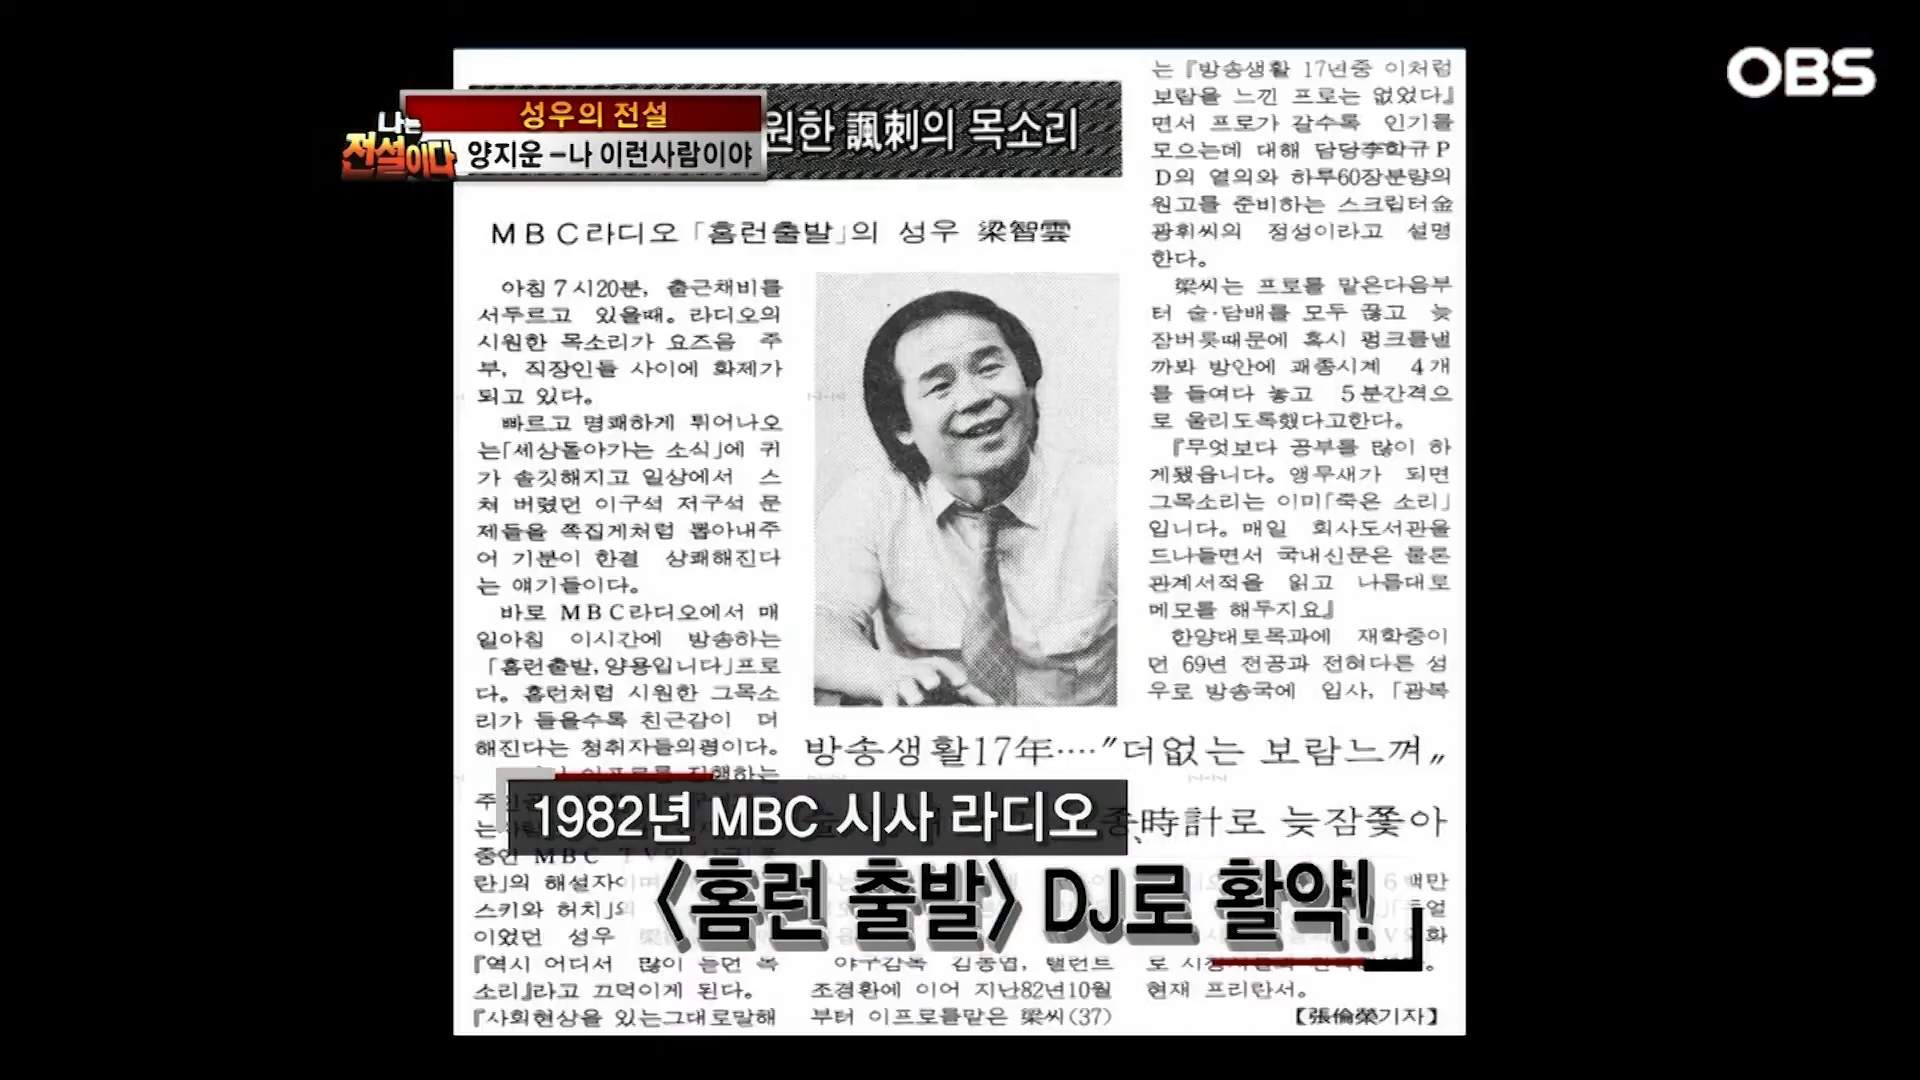 OBS
나는
전설이다
성우의 전설
양지운 - 나 이런사람이야
원한 諷刺의 목소리
MBC라디오 「홈런출발」의 성우 梁智雲
아침 7시20분, 출근채비를
서두르고 있을때. 라디오의
시원한 목소리가 요즈음 주
부, 직장인들 사이에 화제가
되고 있다.
빠르고 명쾌하게 튀어나오
는「세상돌아가는 소식」에 귀
가 솔깃해지고 일상에서 스
쳐 버렸던 이구석 저구석 문
제들을 쪽집게처럼 뽑아내주
어 기분이 한결 상쾌해진다
는 얘기들이다.
바로 MBC라디오에서 매
일아침 이시간에 방송하는
「홈런출발, 양용입니다」프로
다. 홈런처럼 시원한 그목소
리가 들을수록 친근감이 더
해진다는 청취자들의평이다.
이프로를 진행하는
중인 MBC TV의
란」의 해설자
스키와 허치」
이었던 성우
『역시 어디서 많이 듣던 목
소리』라고 끄덕이게 된다.
『사회현상을 있는그대로말해
방송생활17年…."더없는 보람느껴"
時計로 늦잠쫓아
야구감독 김동엽, 탤런트
조경환에 이어 지난82년10월
부터 이프로를맡은 梁씨(37)
는『방송생활 17년중 이처럼
보람을 느낀 프로는 없었다』
면서 프로가 갈수록 인기를
모으는데 대해 담당李學규P
D의 열의와 하루60장분량의
원고를 준비하는 스크립터金
광휘씨의 정성이라고 설명
한다.
梁씨는 프로를 맡은다음부
터 술·담배를 모두 끊고 늦
잠버릇때문에 혹시 펑크를낼
까봐 방안에 괘종시계 4개
를 들여다 놓고 5분간격으
로 울리도록했다고한다.
『무엇보다 공부를 많이 하
게됐읍니다. 앵무새가 되면
그목소리는 이미「죽은 소리」
입니다. 매일 회사도서관을
드나들면서 국내신문은 물론
관계서적을 읽고 나름대로
메모를 해두지요』
한양대토목과에 재학중이
던 69년 전공과 전혀다른 성
우로 방송국에 입사, 「광복
현재 프리랜서.
【張倫榮기자】
1982년 MBC 시사 라디오
〈홈런 출발〉 DJ로 활약!